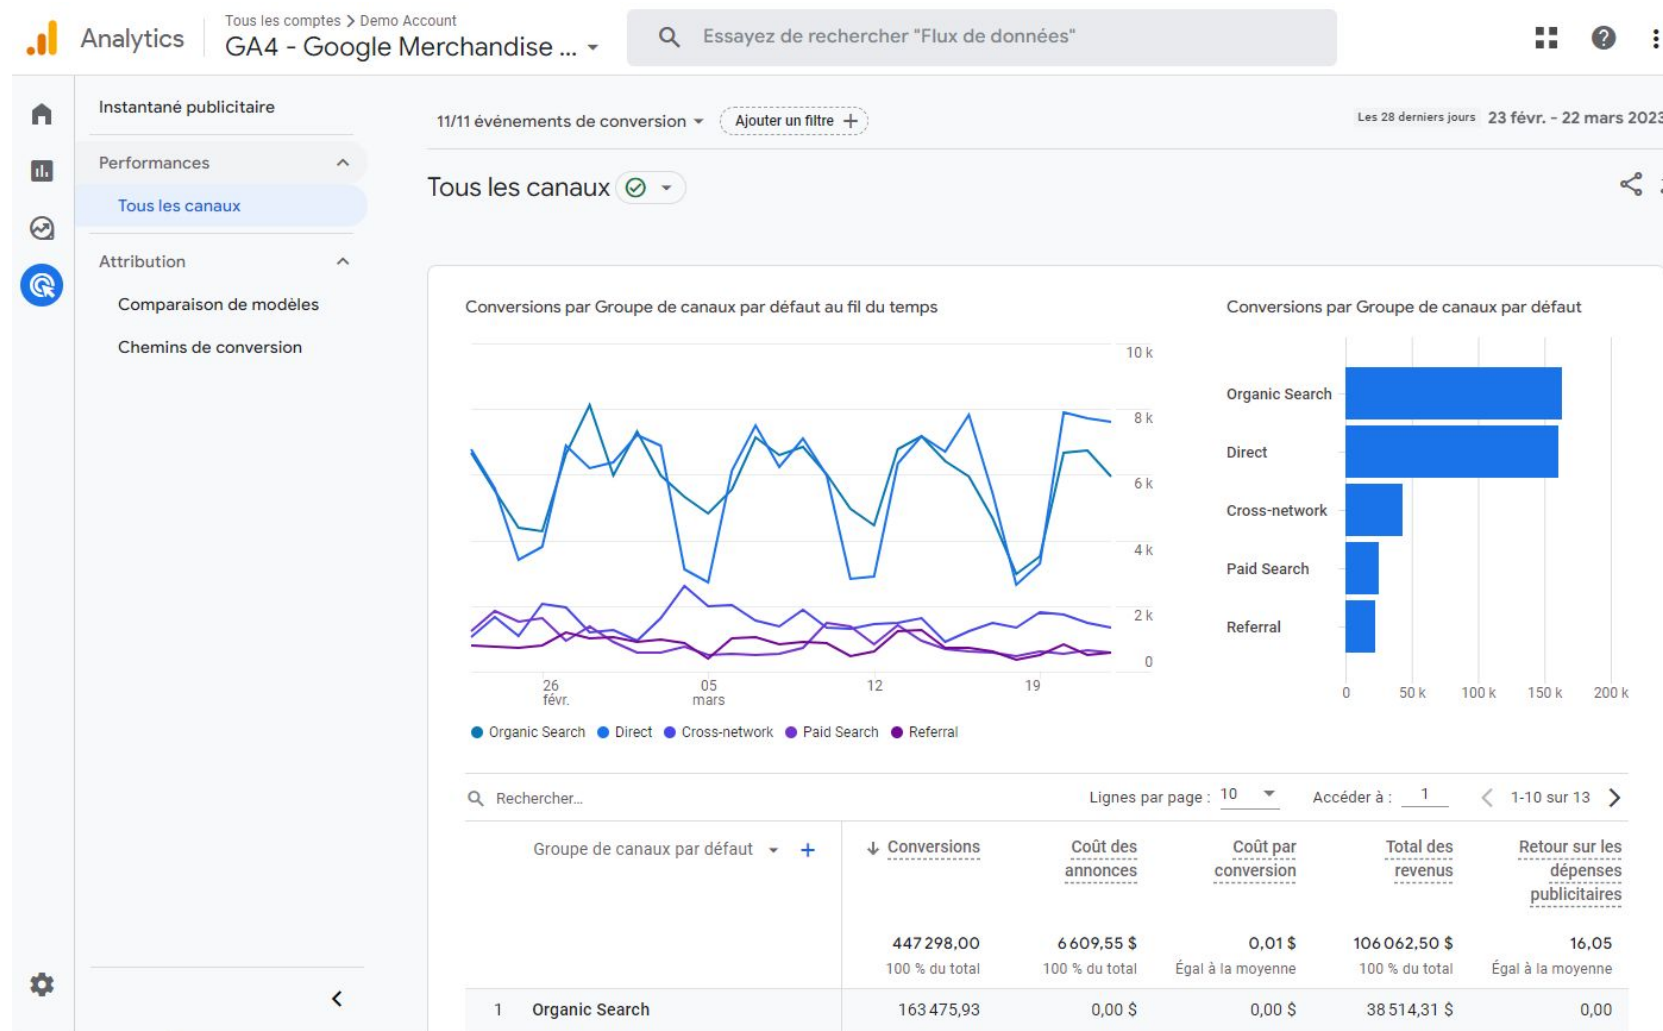 Analytics
Tous les comptes > Demo Account
GA4 - Google Merchandise ...
Essayez de rechercher "Flux de données"
Instantané publicitaire
Performances
Tous les canaux
Attribution
Comparaison de modèles
Chemins de conversion
11/11 événements de conversion
Ajouter un filtre +
Les 28 derniers jours 23 févr. - 22 mars 2023
Tous les canaux
Conversions par Groupe de canaux par défaut au fil du temps
10 k
8 k
6 k
4 k
2 k
0
26 févr.
05 mars
12
19
Organic Search Direct Cross-network Paid Search Referral
Conversions par Groupe de canaux par défaut
Organic Search
Direct
Cross-network
Paid Search
Referral
0 50 k 100 k 150 k 200 k
Rechercher...
Lignes par page : 10 Accéder à : 1 1-10 sur 13
Groupe de canaux par défaut +
Conversions
Coût des annonces
Coût par conversion
Total des revenus
Retour sur les dépenses publicitaires
447 298,00 6 609,55 $ 0,01 $ 106 062,50 $ 16,05
100 % du total 100 % du total Égal à la moyenne 100 % du total Égal à la moyenne
1 Organic Search 163 475,93 0,00 $ 0,00 $ 38 514,31 $ 0,00